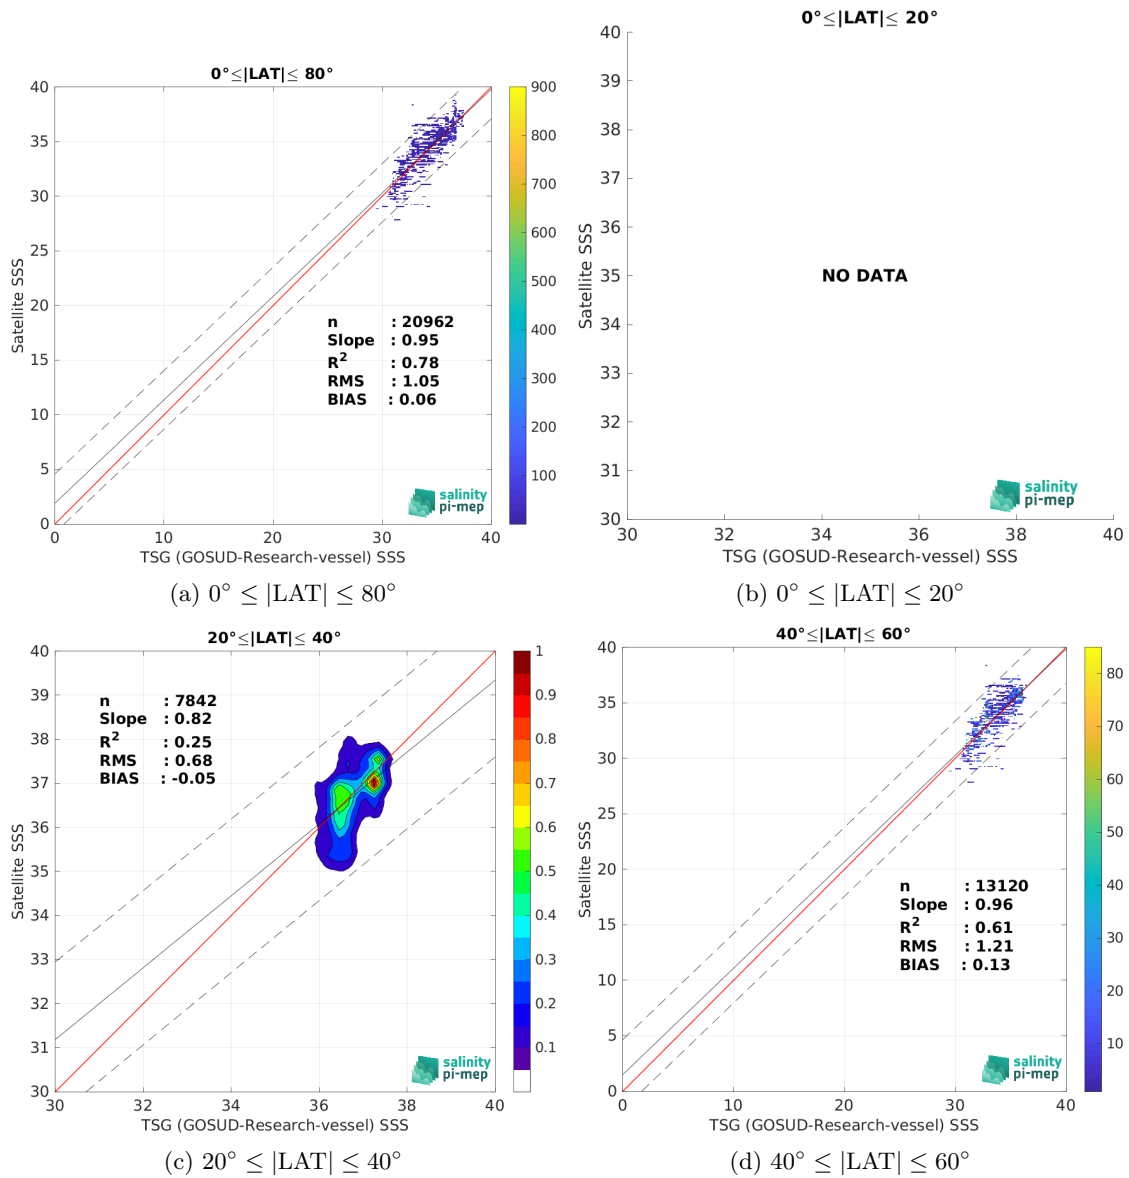 0°≤|LAT|≤ 80°
40
35
30
25
20
15
10
5
0
0
10
20
30
40
Satellite SSS
TSG (GOSUD-Research-vessel) SSS
n : 20962
Slope : 0.95
R2 : 0.78
RMS : 1.05
BIAS : 0.06
salinity
pi-mep
900
800
700
600
500
400
300
200
100
(a) 0° ≤ |LAT| ≤ 80°
0°≤|LAT|≤ 20°
40
39
38
37
36
35
34
33
32
31
30
30
32
34
36
38
40
Satellite SSS
TSG (GOSUD-Research-vessel) SSS
NO DATA
salinity
pi-mep
(b) 0° ≤ |LAT| ≤ 20°
20°≤|LAT|≤ 40°
40
39
38
37
36
35
34
33
32
31
30
30
32
34
36
38
40
Satellite SSS
TSG (GOSUD-Research-vessel) SSS
n : 7842
Slope : 0.82
R2 : 0.25
RMS : 0.68
BIAS : -0.05
salinity
pi-mep
1
0.9
0.8
0.7
0.6
0.5
0.4
0.3
0.2
0.1
(c) 20° ≤ |LAT| ≤ 40°
40°≤|LAT|≤ 60°
40
35
30
25
20
15
10
5
0
0
10
20
30
40
Satellite SSS
TSG (GOSUD-Research-vessel) SSS
n : 13120
Slope : 0.96
R2 : 0.61
RMS : 1.21
BIAS : 0.13
salinity
pi-mep
80
70
60
50
40
30
20
10
(d) 40° ≤ |LAT| ≤ 60°